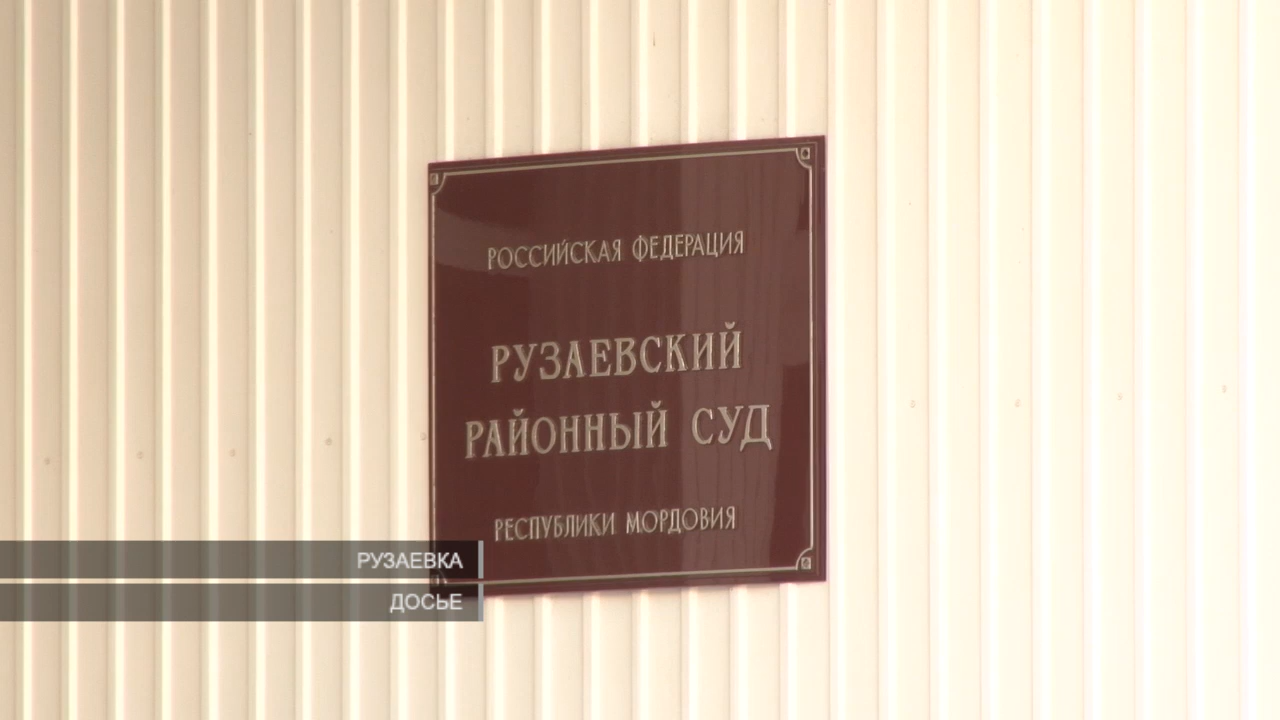 РОССИЙСКАЯ ФЕДЕРАЦИЯ
РУЗАЕВСКИЙ
РАЙОННЫЙ СУД
РЕСПУБЛИКИ МОРДОВИЯ
РУЗАЕВКА
ДОСЬЕ